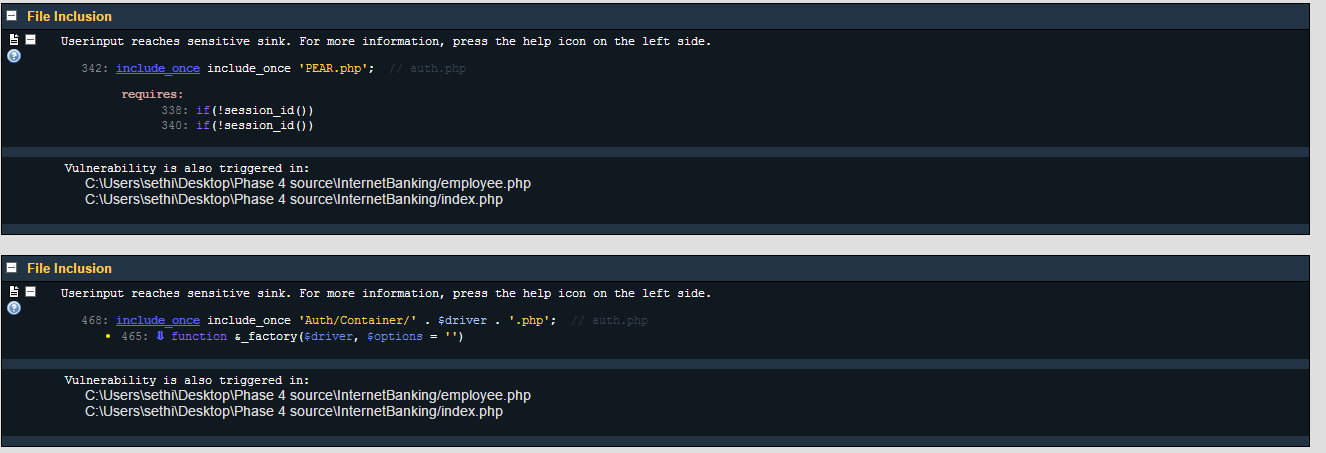 File Inclusion
Userinput reaches sensitive sink. For more information, press the help icon on the left side.
342: include_once include_once 'PEAR.php'; // auth.php
requires:
338: if(!session_id())
340: if(!session_id())
Vulnerability is also triggered in:
C:\Users\sethi\Desktop\Phase 4 source\InternetBanking/employee.php
C:\Users\sethi\Desktop\Phase 4 source\InternetBanking/index.php
File Inclusion
Userinput reaches sensitive sink. For more information, press the help icon on the left side.
468: include_once include_once 'Auth/Container/' . $driver . '.php'; // auth.php
• 465: ⇓ function &_factory($driver, $options = '')
Vulnerability is also triggered in:
C:\Users\sethi\Desktop\Phase 4 source\InternetBanking/employee.php
C:\Users\sethi\Desktop\Phase 4 source\InternetBanking/index.php